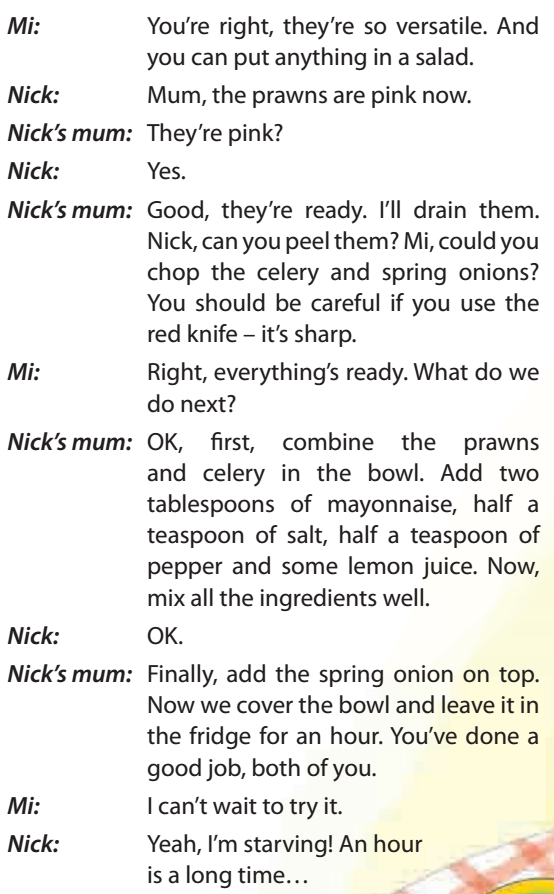 Mi: You're right, they're so versatile. And
you can put anything in a salad.
Nick: Mum, the prawns are pink now.
Nick's mum: They're pink?
Nick: Yes.
Nick's mum: Good, they're ready. I'll drain them.
Nick, can you peel them? Mi, could you
chop the celery and spring onions?
You should be careful if you use the
red knife – it's sharp.
Mi: Right, everything's ready. What do we
do next?
Nick's mum: OK, first, combine the prawns
and celery in the bowl. Add two
tablespoons of mayonnaise, half a
teaspoon of salt, half a teaspoon of
pepper and some lemon juice. Now,
mix all the ingredients well.
Nick: OK.
Nick's mum: Finally, add the spring onion on top.
Now we cover the bowl and leave it in
the fridge for an hour. You've done a
good job, both of you.
Mi: I can't wait to try it.
Nick: Yeah, I'm starving! An hour
is a long time…